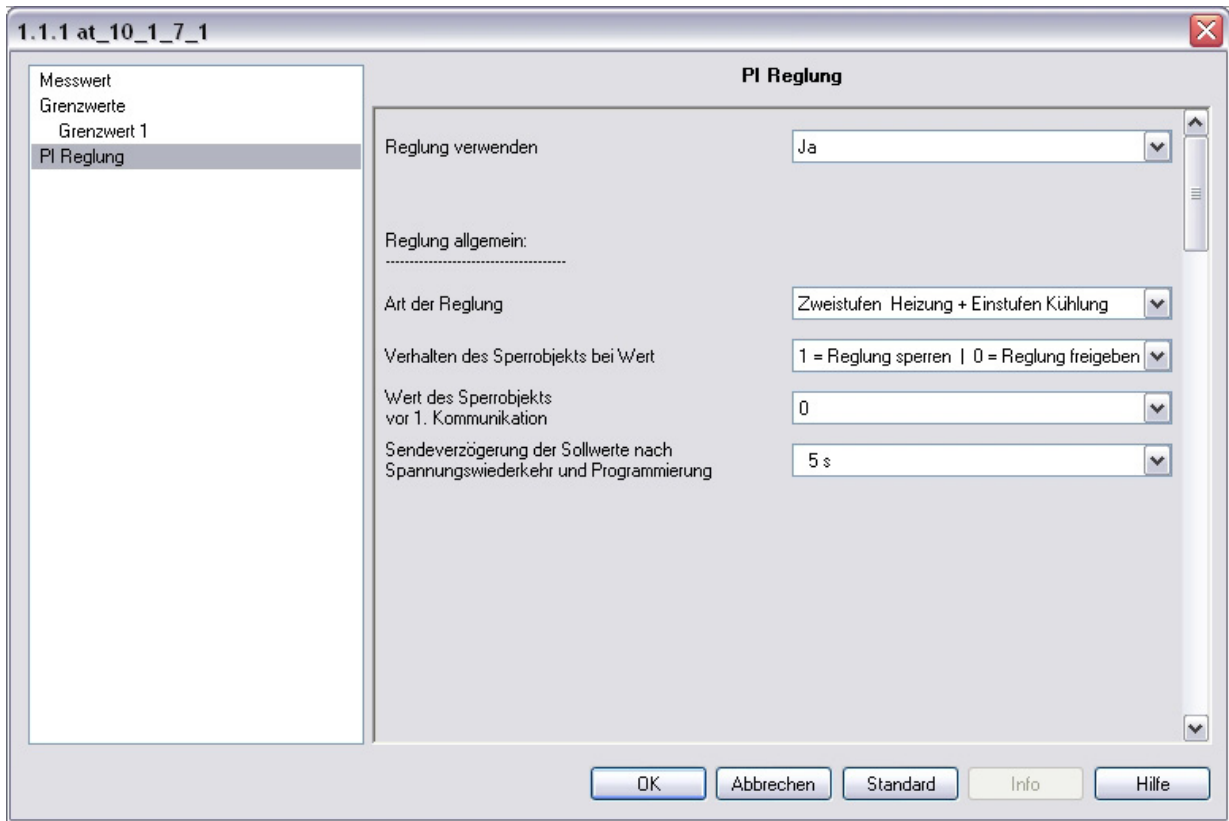 1.1.1 at_10_1_7_1
Messwert
Grenzwerte
Grenzwert 1
PI Reglung
PI Reglung
Reglung verwenden
Ja
Reglung allgemein:
--------------------------------------
Art der Reglung
Zweistufen  Heizung + Einstufen Kühlung
Verhalten des Sperrobjekts bei Wert
1 = Reglung sperren | 0 = Reglung freigeben
Wert des Sperrobjekts
vor 1. Kommunikation
0
Sendeverzögerung der Sollwerte nach
Spannungswiederkehr und Programmierung
5 s
OK
Abbrechen
Standard
Info
Hilfe